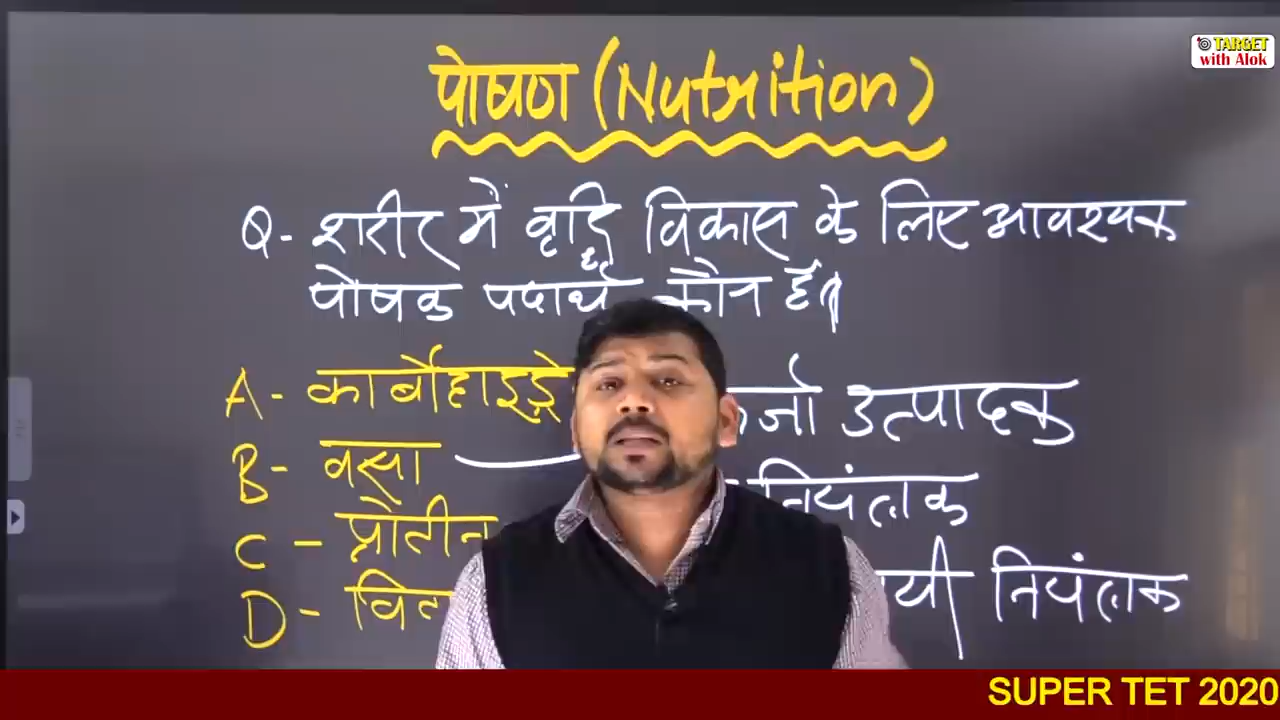 TARGET
with Alok
पोषण (Nutrition)
Q- शरीर में वृद्धि विकास के लिए आवश्यक
पोषक पदार्थ कौन है।
A- कार्बोहाइड्रे ऊर्जा उत्पादक
B- वसा नियंत्रक
C- प्रोटीन
D- विटा यी नियंत्रक
SUPER TET 2020